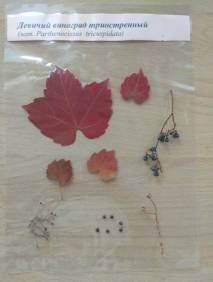 Девичий виноград триостренный
(лат. Parthenocissus tricuspidata)